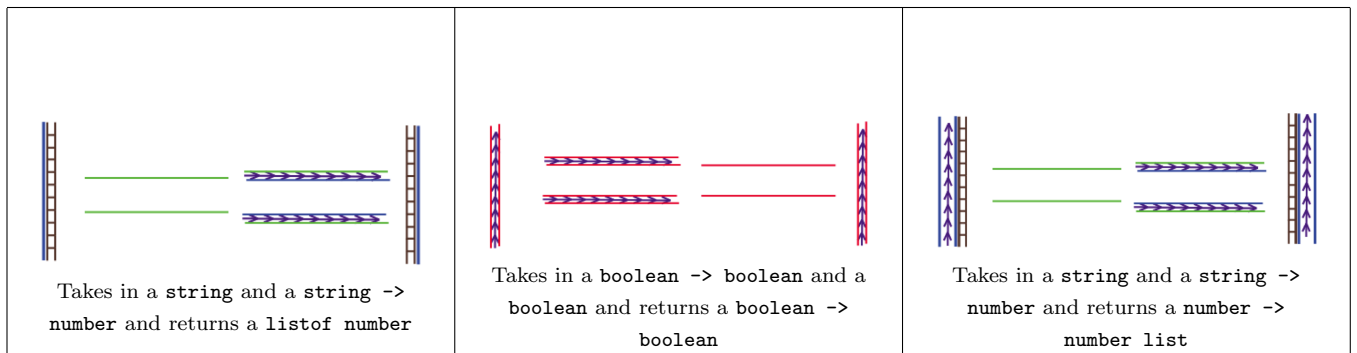 Takes in a string and a string ->
number and returns a listof number
Takes in a boolean -> boolean and a
boolean and returns a boolean ->
boolean
Takes in a string and a string ->
number and returns a number ->
number list